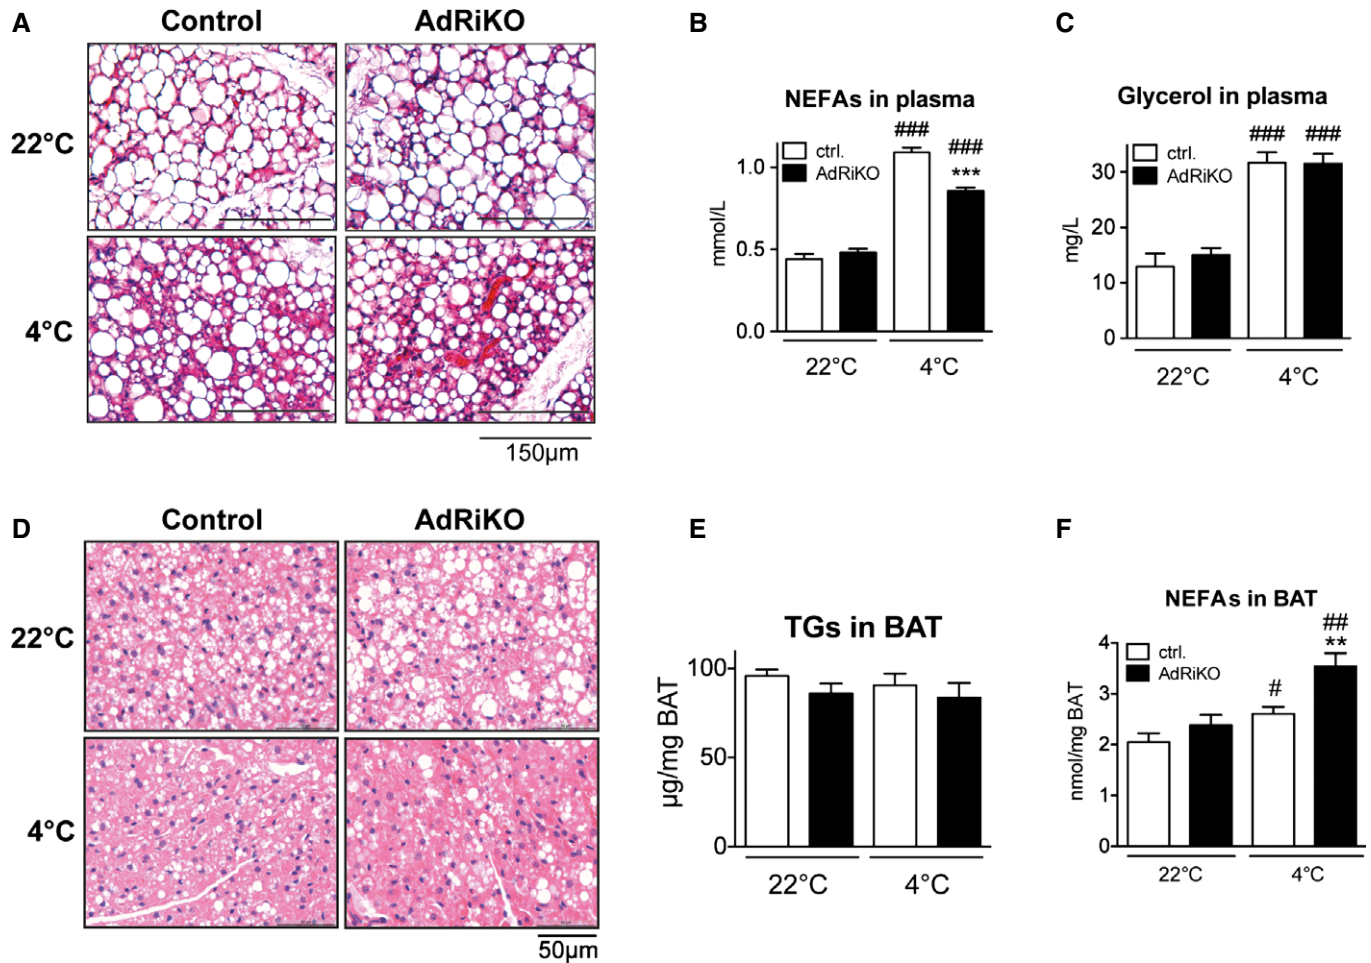 A
Control
AdRiKO
22°C
4°C
150µm
B
NEFAs in plasma
ctrl.
AdRiKO
###
###
***
mmol/L
1.0
0.5
0.0
22°C
4°C
C
Glycerol in plasma
ctrl.
AdRiKO
###
###
mg/L
30
20
10
0
22°C
4°C
D
Control
AdRiKO
22°C
4°C
50µm
E
TGs in BAT
µg/mg BAT
100
50
0
22°C
4°C
F
NEFAs in BAT
ctrl.
AdRiKO
#
##
**
nmol/mg BAT
4
3
2
1
0
22°C
4°C